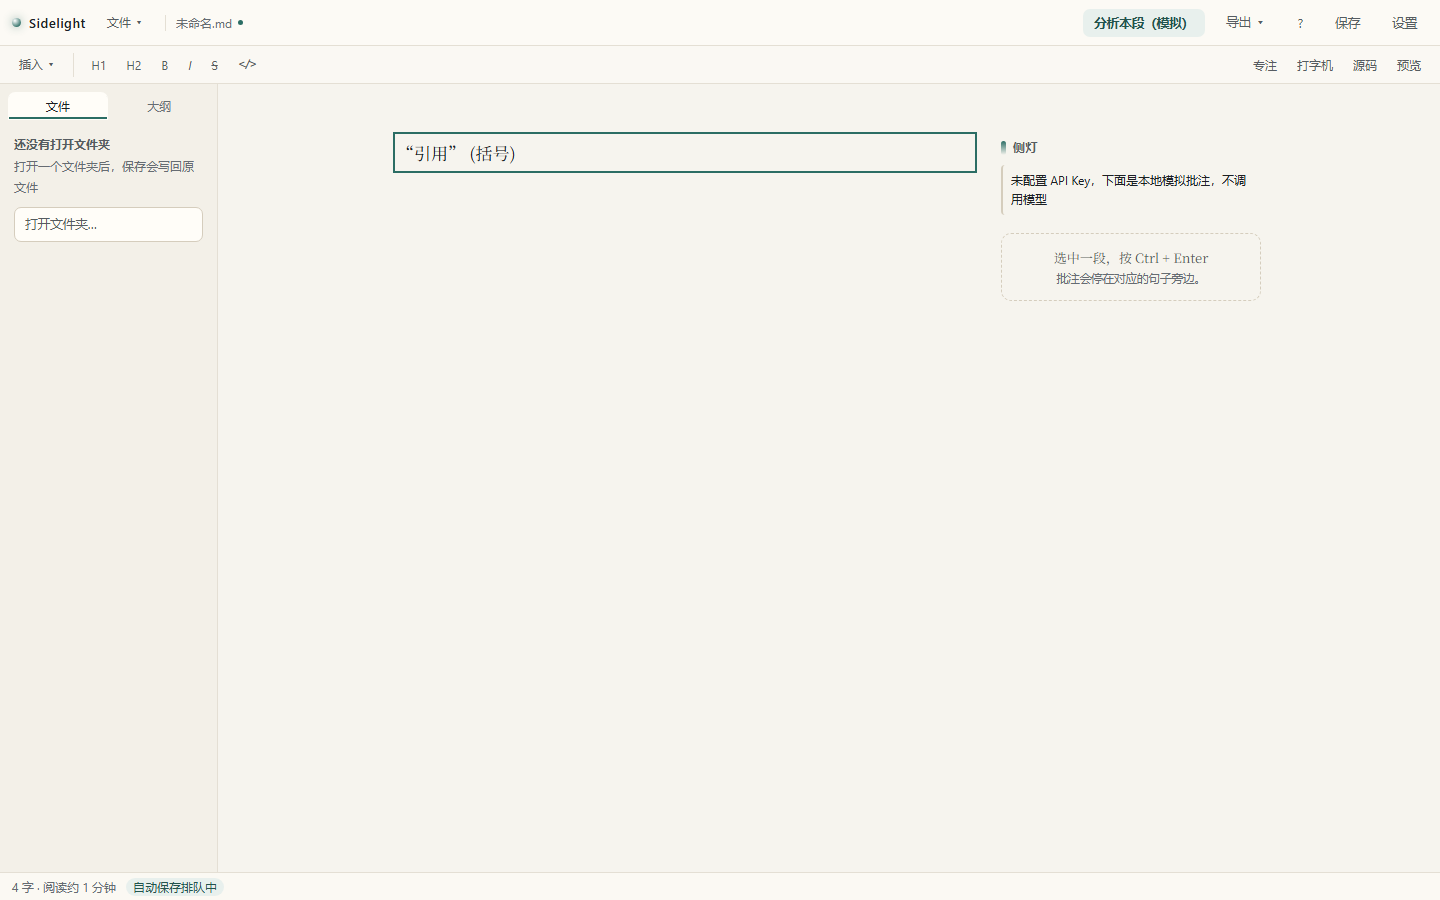 Sidelight 文件 ▾ 未命名.md ● 分析本段（模拟） 导出 ▾ ? 保存 设置
插入 ▾ H1 H2 B I S </> 专注 打字机 源码 预览
文件 大纲
还没有打开文件夹
打开一个文件夹后，保存会写回原
文件
打开文件夹...
“引用” (括号)
侧灯
未配置 API Key，下面是本地模拟批注，不调
用模型
选中一段，按 Ctrl + Enter
批注会停在对应的句子旁边。
4 字 · 阅读约 1 分钟 自动保存排队中